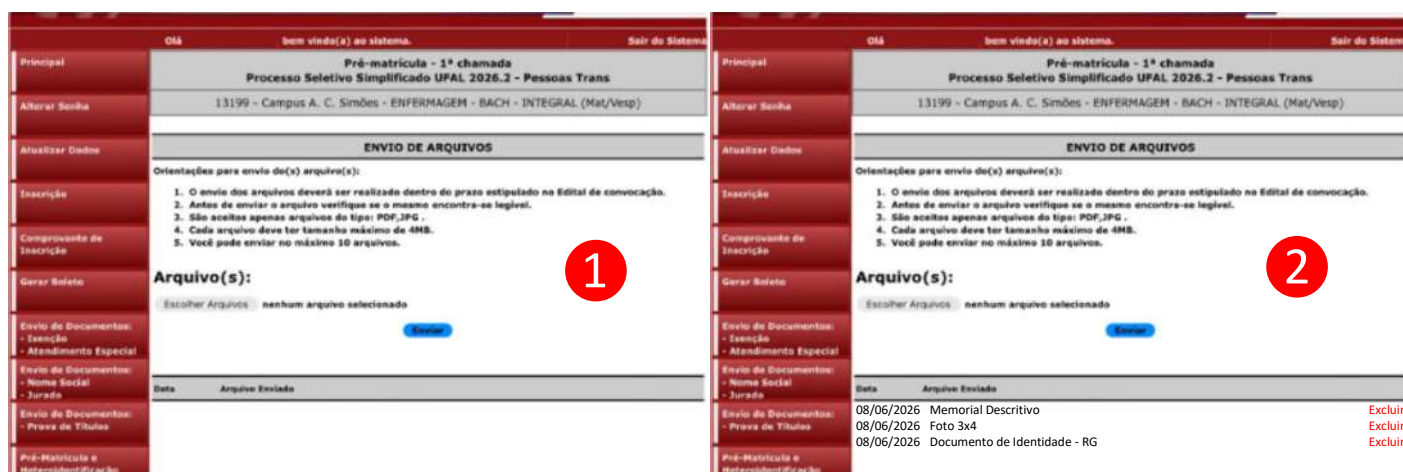 Olá bem vindo(a) ao sistema. Sair do Sistema
Principal
Alterar Senha
Atualizar Dados
Inscrição
Comprovante de
Inscrição
Gerar Boleto
Envio de Documentos:
- Isenção
- Atendimento Especial
Envio de Documentos:
- Nome Social
- Jurado
Envio de Documentos:
- Prova de Títulos
Pré-Matrícula e
Heteroidentificação
Pré-matrícula - 1ª chamada
Processo Seletivo Simplificado UFAL 2026.2 - Pessoas Trans
13199 - Campus A. C. Simões - ENFERMAGEM - BACH - INTEGRAL (Mat/Vesp)
ENVIO DE ARQUIVOS
Orientações para envio do(s) arquivo(s):
1. O envio dos arquivos deverá ser realizado dentro do prazo estipulado no Edital de convocação.
2. Antes de enviar o arquivo verifique se o mesmo encontra-se legível.
3. São aceitos apenas arquivos do tipo: PDF,JPG .
4. Cada arquivo deve ter tamanho máximo de 4MB.
5. Você pode enviar no máximo 10 arquivos.
1
Arquivo(s):
Escolher Arquivos nenhum arquivo selecionado
Enviar
Data Arquivo Enviado
Olá bem vindo(a) ao sistema. Sair do Sistem
Principal
Alterar Senha
Atualizar Dados
Inscrição
Comprovante de
Inscrição
Gerar Boleto
Envio de Documentos:
- Isenção
- Atendimento Especial
Envio de Documentos:
- Nome Social
- Jurado
Envio de Documentos:
- Prova de Títulos
Pré-Matrícula e
Heteroidentificação
Pré-matrícula - 1ª chamada
Processo Seletivo Simplificado UFAL 2026.2 - Pessoas Trans
13199 - Campus A. C. Simões - ENFERMAGEM - BACH - INTEGRAL (Mat/Vesp)
ENVIO DE ARQUIVOS
Orientações para envio do(s) arquivo(s):
1. O envio dos arquivos deverá ser realizado dentro do prazo estipulado no Edital de convocação.
2. Antes de enviar o arquivo verifique se o mesmo encontra-se legível.
3. São aceitos apenas arquivos do tipo: PDF,JPG .
4. Cada arquivo deve ter tamanho máximo de 4MB.
5. Você pode enviar no máximo 10 arquivos.
2
Arquivo(s):
Escolher Arquivos nenhum arquivo selecionado
Enviar
Data Arquivo Enviado
08/06/2026 Memorial Descritivo Excluir
08/06/2026 Foto 3x4 Excluir
08/06/2026 Documento de Identidade - RG Excluir